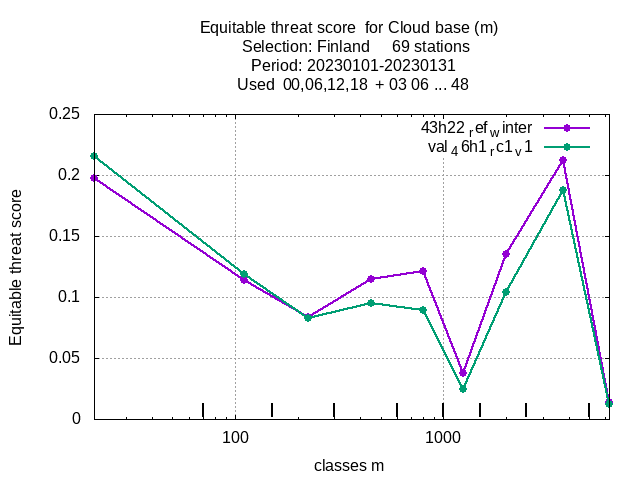 Equitable threat score  for Cloud base (m)
Selection: Finland     69 stations
Period: 20230101-20230131
Used  00,06,12,18  + 03 06 ... 48
0.25
0.2
0.15
0.1
0.05
0
Equitable threat score
43h22refwinter
val46h1rc1v1
100
1000
classes m